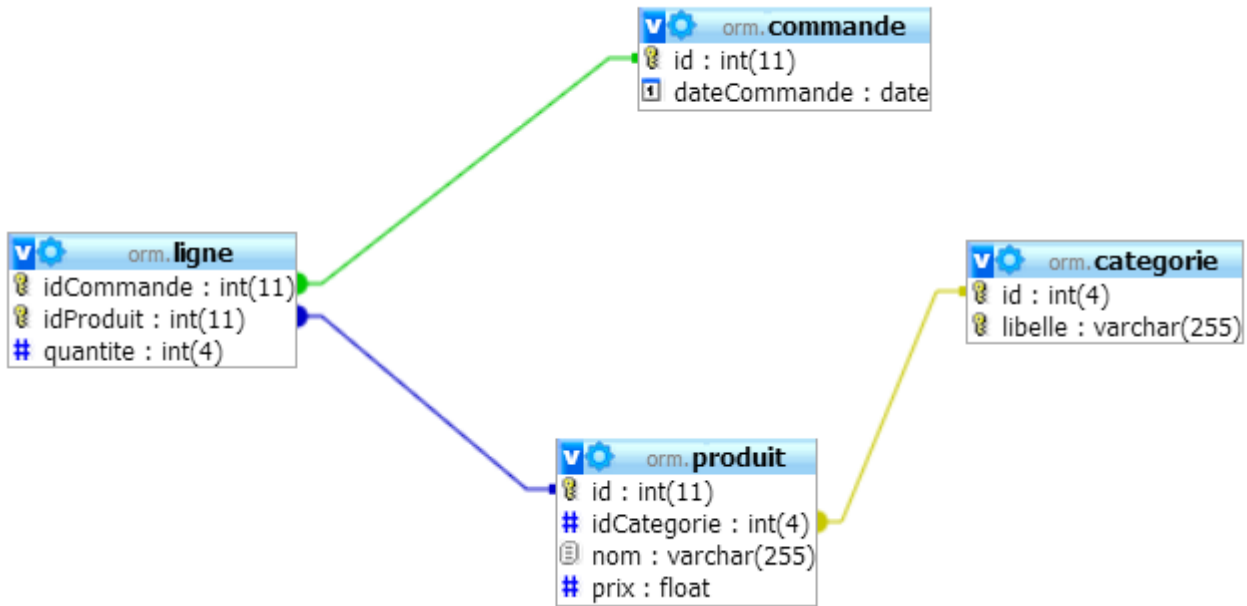 orm.commande
id : int(11)
dateCommande : date
orm.ligne
idCommande : int(11)
idProduit : int(11)
# quantite : int(4)
orm.categorie
id : int(4)
libelle : varchar(255)
orm.produit
id : int(11)
# idCategorie : int(4)
nom : varchar(255)
# prix : float